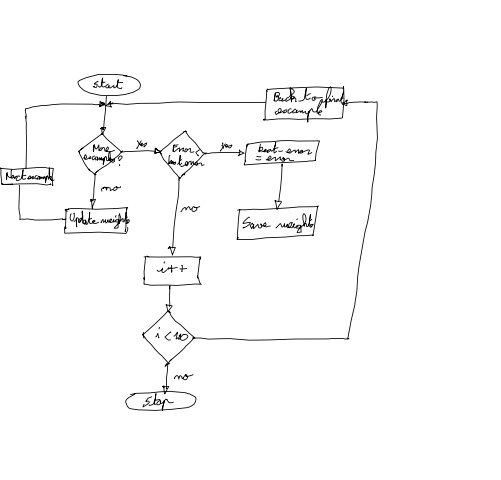 start
Back to first
example
More
examples?
yes
Error <
best error
yes
best-error
= error
Next example
no
Update weights
no
Save weights
i++
i < 100
no
stop